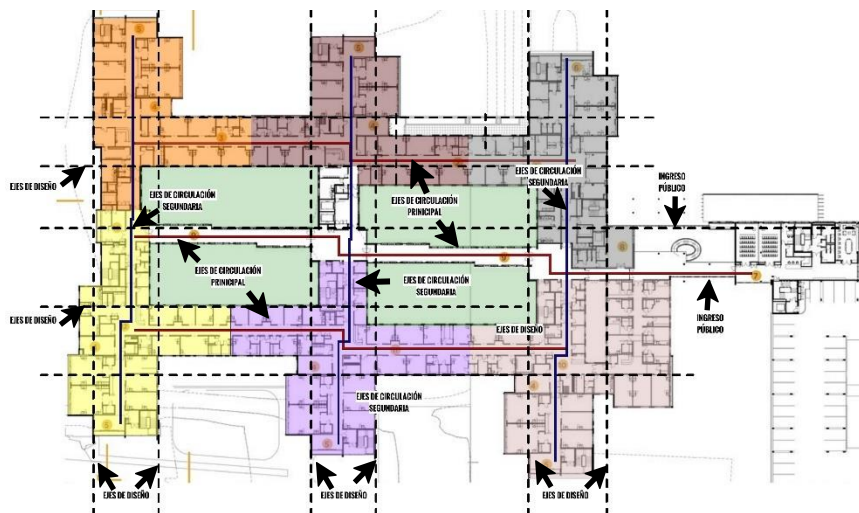 EJES DE DISEÑO
EJES DE CIRCULACIÓN
SEGUNDARIA
EJES DE CIRCULACIÓN
PRINICIPAL
EJES DE CIRCULACIÓN
SEGUNDARIA
INGRESO
PÚBLICO
EJES DE CIRCULACIÓN
PRINICIPAL
EJES DE CIRCULACIÓN
SEGUNDARIA
EJES DE DISEÑO
EJES DE DISEÑO
INGRESO
PÚBLICO
EJES DE CIRCULACIÓN
SEGUNDARIA
EJES DE DISEÑO
EJES DE DISEÑO
EJES DE DISEÑO